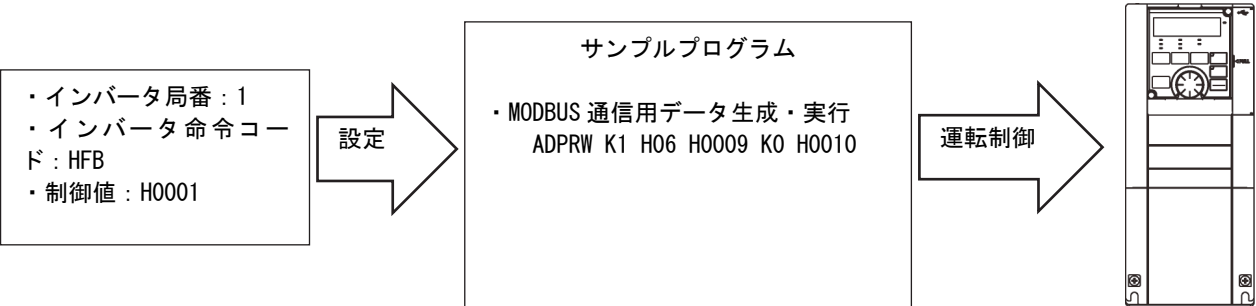 ・インバータ局番：1
・インバータ命令コー
ド：HFB
・制御値：H0001
設定
サンプルプログラム
・MODBUS 通信用データ生成・実行
ADPRW K1 H06 H0009 K0 H0010
運転制御